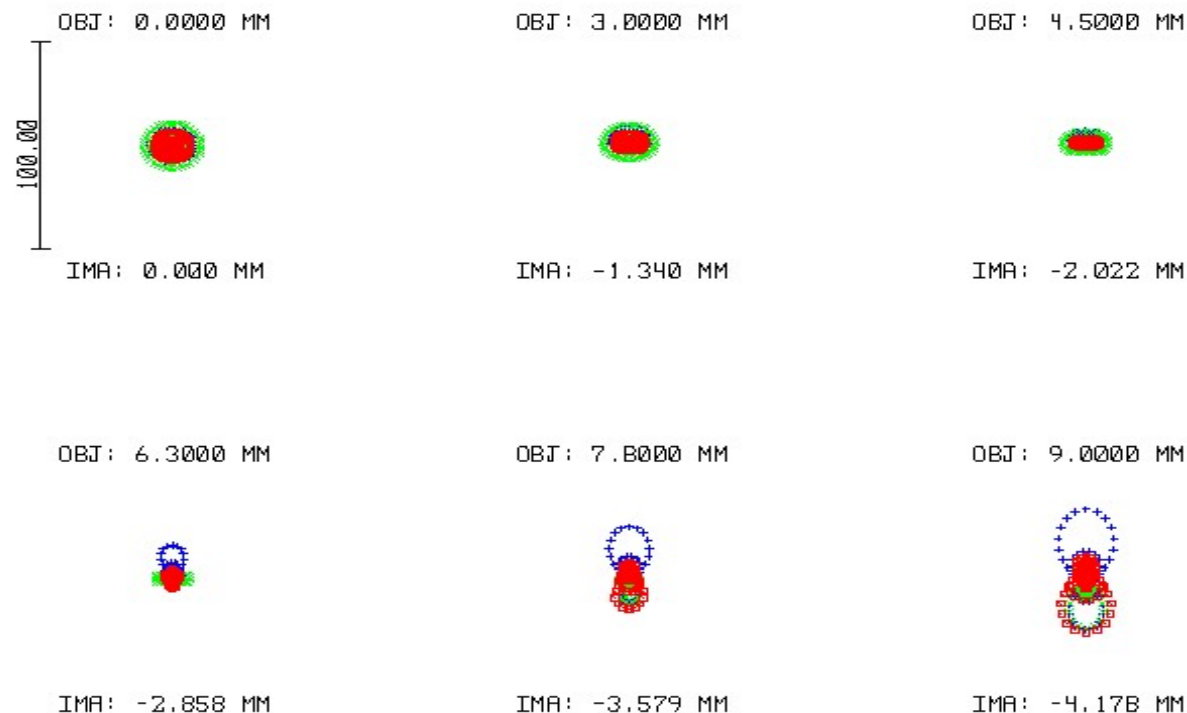 OBJ: 0.0000 MM OBJ: 3.0000 MM OBJ: 4.5000 MM
100.00
IMA: 0.000 MM IMA: -1.340 MM IMA: -2.022 MM
OBJ: 6.3000 MM OBJ: 7.8000 MM OBJ: 9.0000 MM
IMA: -2.858 MM IMA: -3.579 MM IMA: -4.178 MM